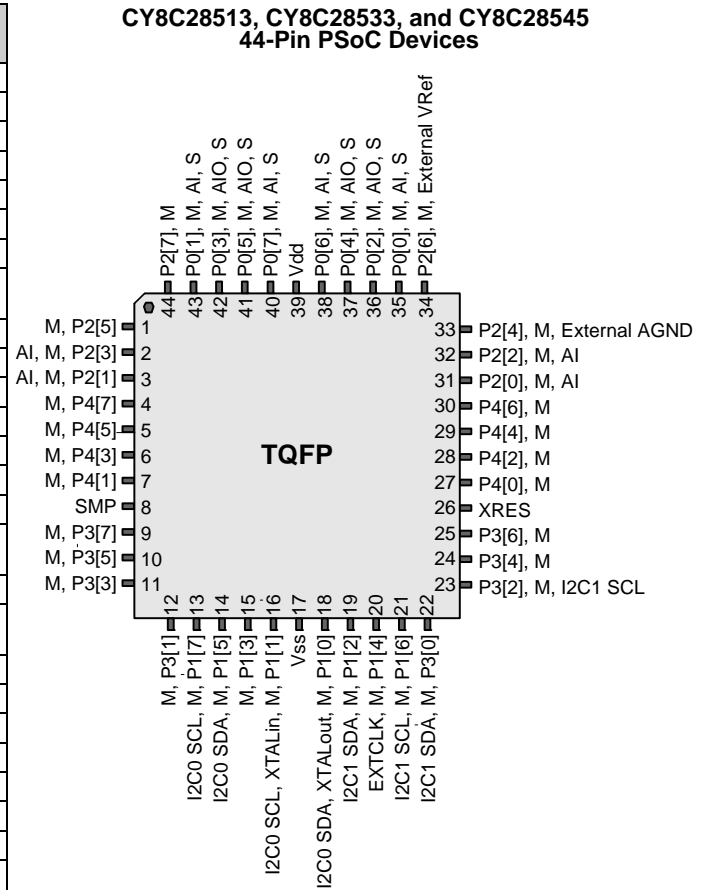 CY8C28513, CY8C28533, and CY8C28545
44-Pin PSoC Devices
P2[7], M
P0[1], M, AI, S
P0[3], M, AIO, S
P0[5], M, AIO, S
P0[7], M, AI, S
Vdd
P0[6], M, AI, S
P0[4], M, AIO, S
P0[2], M, AIO, S
P0[0], M, AI, S
P2[6], M, External VRef
44
43
42
41
40
39
38
37
36
35
34
M, P2[5] 1
AI, M, P2[3] 2
AI, M, P2[1] 3
M, P4[7] 4
M, P4[5] 5
M, P4[3] 6
M, P4[1] 7
SMP 8
M, P3[7] 9
M, P3[5] 10
M, P3[3] 11
TQFP
33 P2[4], M, External AGND
32 P2[2], M, AI
31 P2[0], M, AI
30 P4[6], M
29 P4[4], M
28 P4[2], M
27 P4[0], M
26 XRES
25 P3[6], M
24 P3[4], M
23 P3[2], M, I2C1 SCL
12
13
14
15
16
17
18
19
20
21
22
M, P3[1]
I2C0 SCL, M, P1[7]
I2C0 SDA, M, P1[5]
M, P1[3]
I2C0 SCL, XTALin, M, P1[1]
Vss
I2C0 SDA, XTALout, M, P1[0]
I2C1 SDA, M, P1[2]
EXTCLK, M, P1[4]
I2C1 SCL, M, P1[6]
I2C1 SDA, M, P3[0]